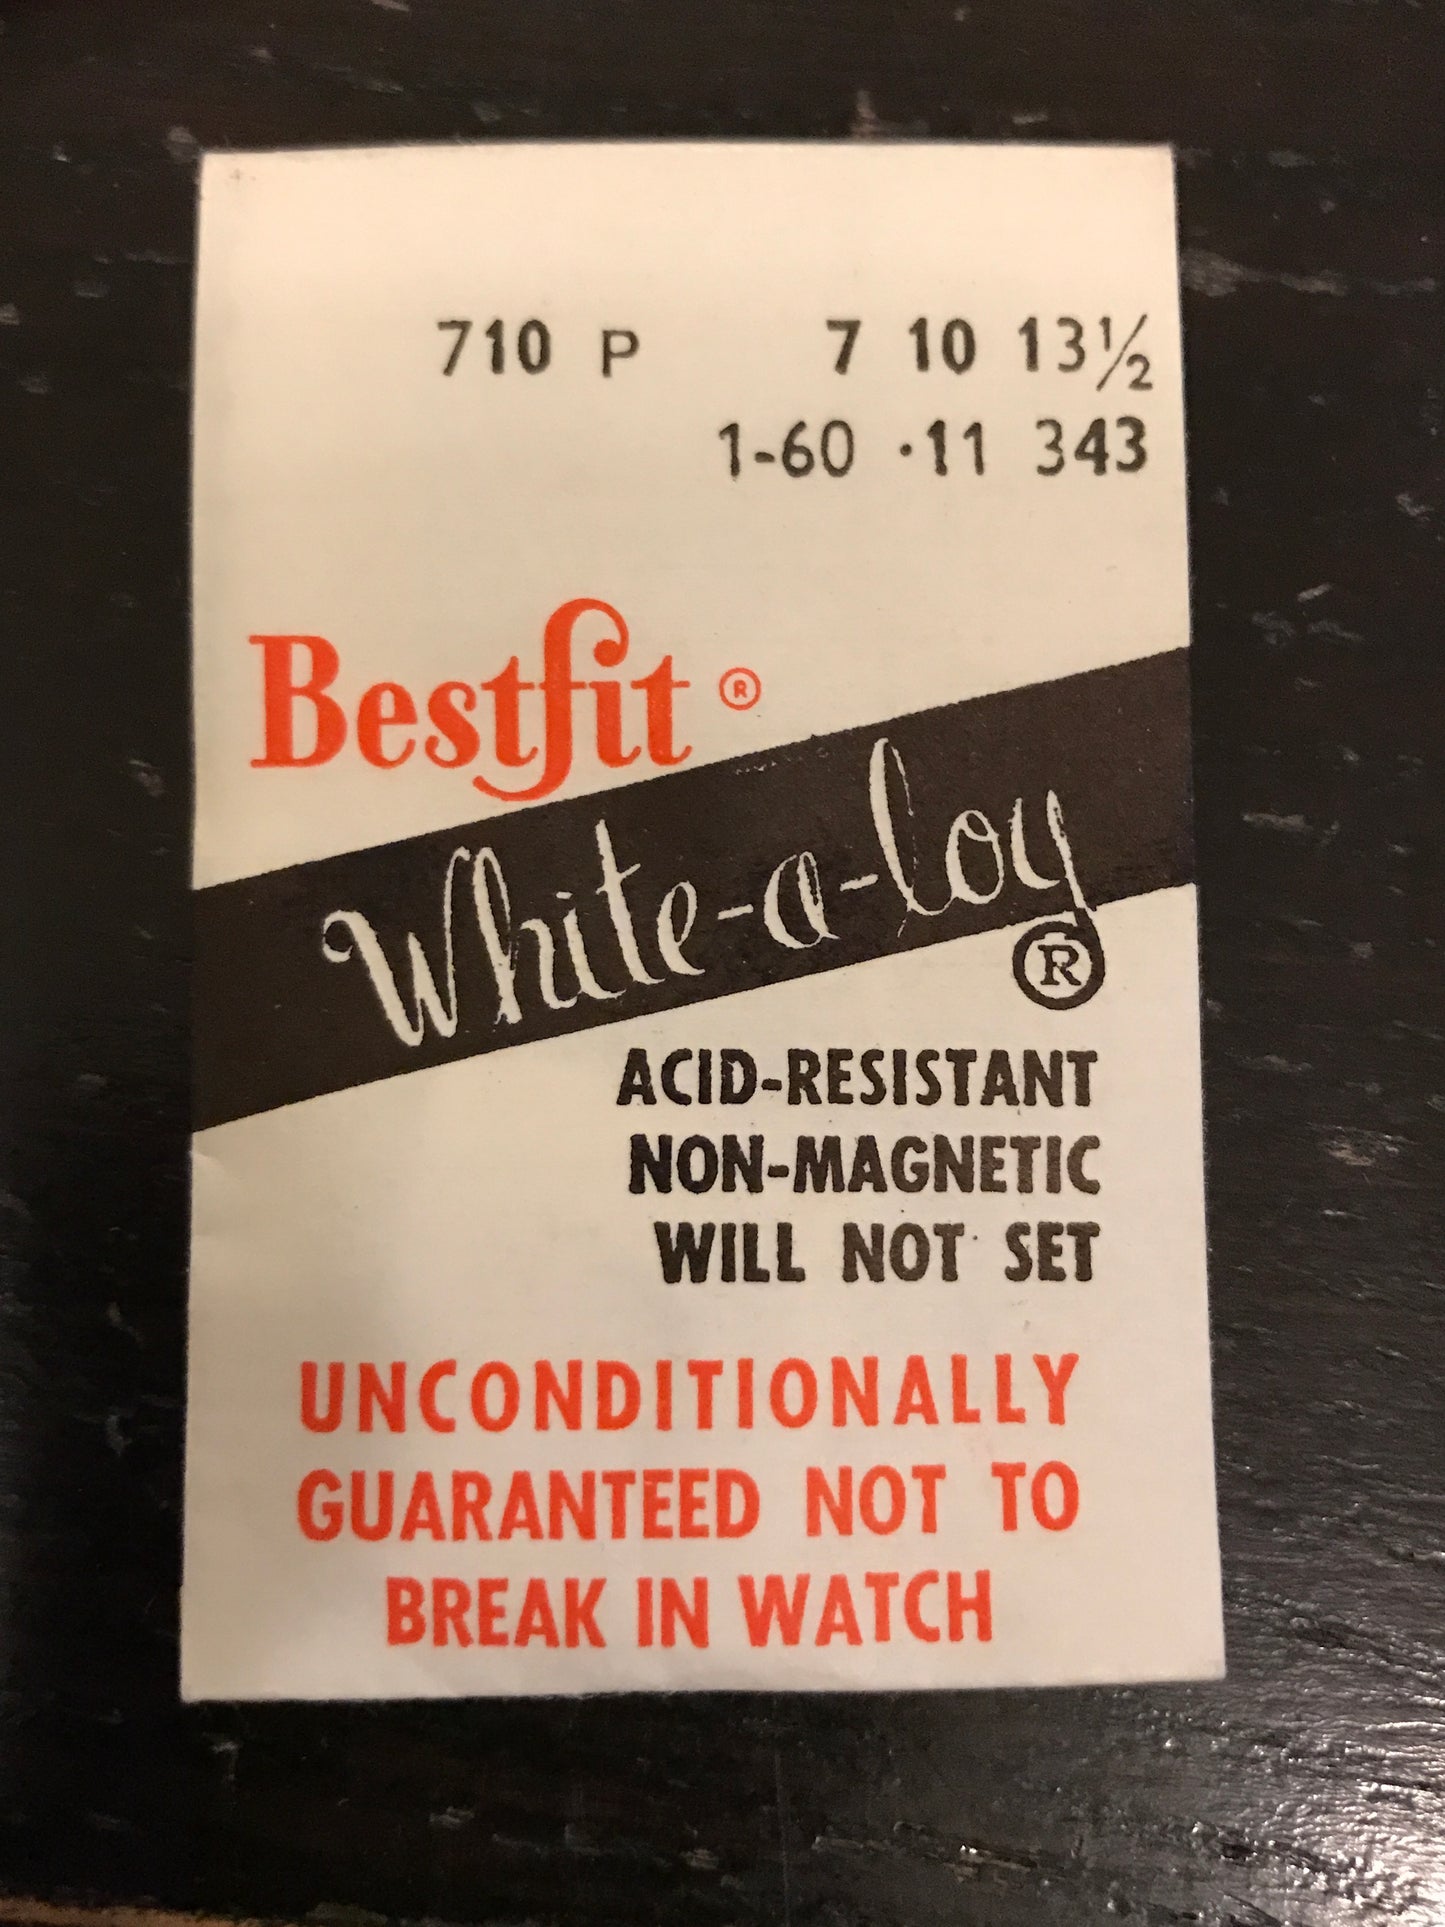 710 P 7 10 13½
1-60 ·11 343
Bestfit ®
White-a-loy
®
ACID-RESISTANT
NON-MAGNETIC
WILL NOT SET
UNCONDITIONALLY
GUARANTEED NOT TO
BREAK IN WATCH